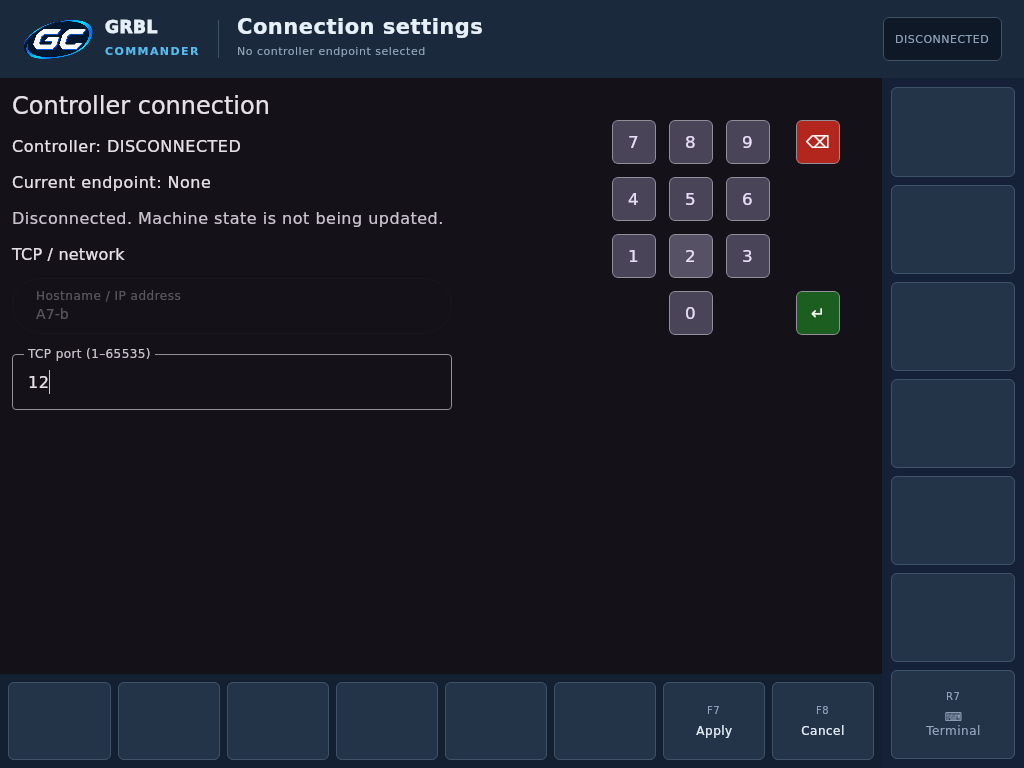 GC
GRBL
COMMANDER
Connection settings
No controller endpoint selected
DISCONNECTED
Controller connection
Controller: DISCONNECTED
Current endpoint: None
Disconnected. Machine state is not being updated.
TCP / network
Hostname / IP address
A7-b
TCP port (1–65535)
12
7 8 9 ⌫
4 5 6
1 2 3
0 ↵
F7
Apply
F8
Cancel
R7
⌨
Terminal